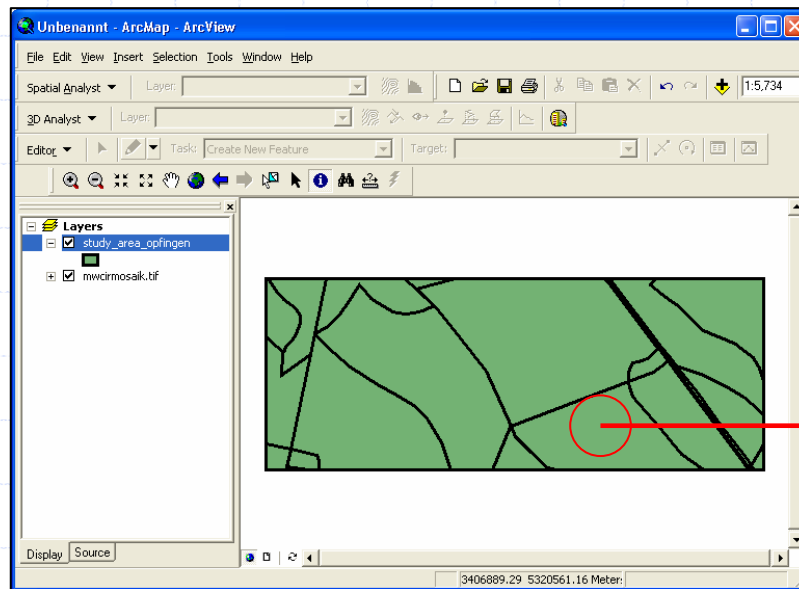 Unbenannt - ArcMap - ArcView
File Edit View Insert Selection Tools Window Help
Spatial Analyst Layer: 1:5,734
3D Analyst Layer:
Editor Task: Create New Feature Target:
Layers
study_area_opfingen
mwcirmosaik.tif
Display Source
3406889.29 5320561.16 Meter: